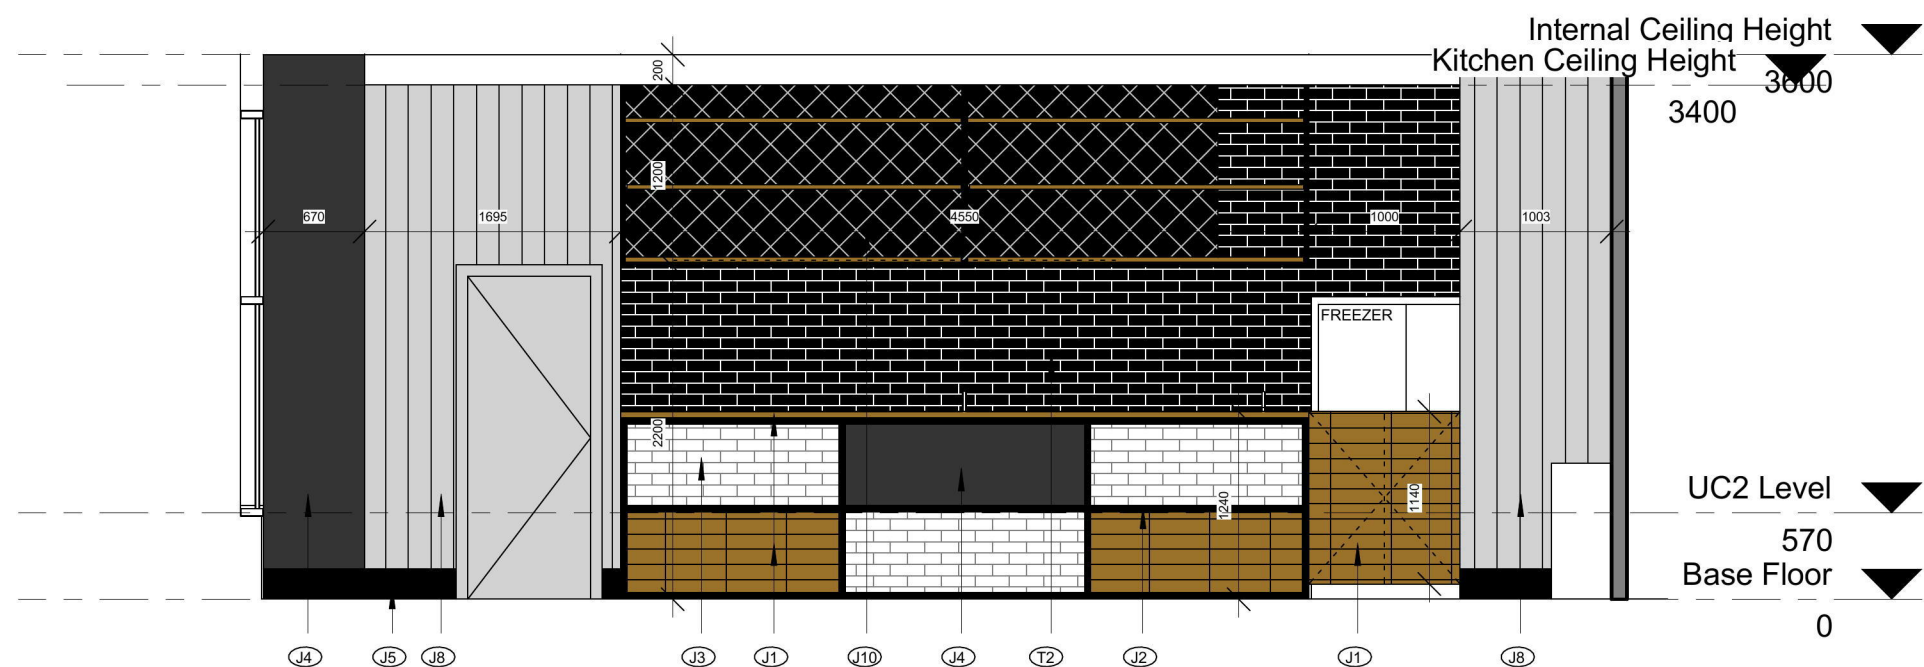 Internal Ceiling Height
Kitchen Ceiling Height
3600
3400
200
1200
670
1695
4550
1000
1003
FREEZER
2200
1240
1140
UC2 Level
570
Base Floor
0
J4
J5
J8
J3
J1
J10
J4
T2
J2
J1
J8